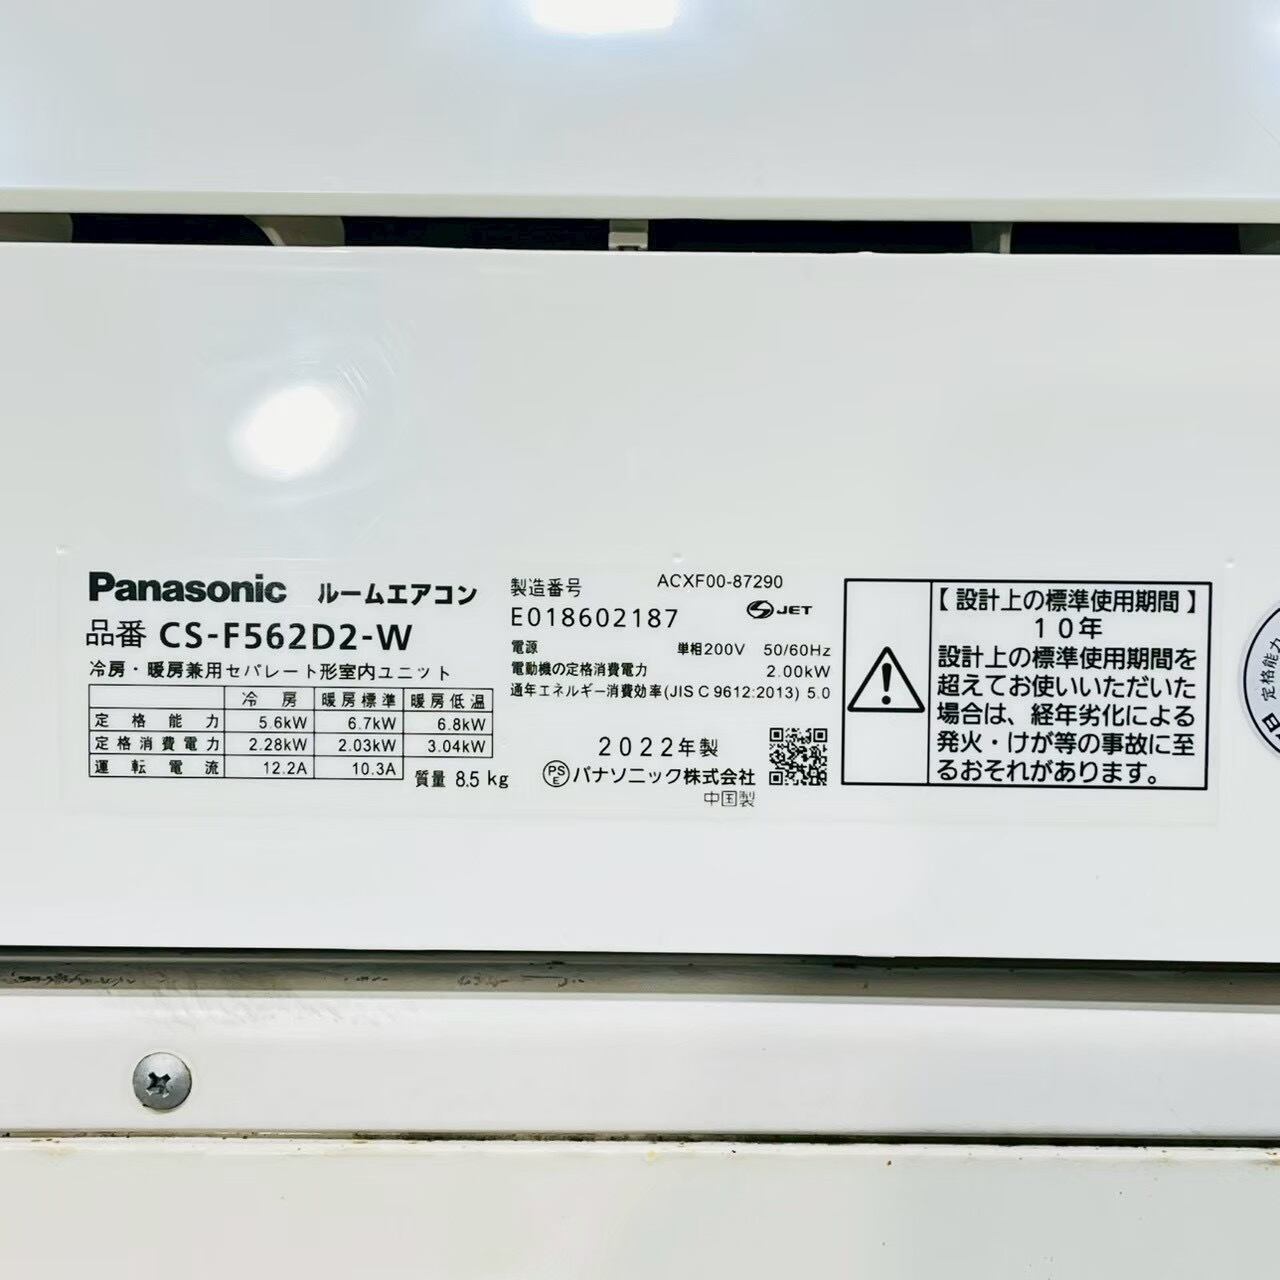 Panasonic ルームエアコン
品番 CS-F562D2-W
冷房・暖房兼用セパレート形室内ユニット
冷房 暖房標準 暖房低温
定格能力 5.6kW 6.7kW 6.8kW
定格消費電力 2.28kW 2.03kW 3.04kW
運転電流 12.2A 10.3A
質量 8.5 kg
製造番号 ACXF00-87290
E018602187 JET
電源 単相200V 50/60Hz
電動機の定格消費電力 2.00kW
通年エネルギー消費効率(JIS C 9612:2013) 5.0
2022年製
PSE パナソニック株式会社
中国製
【設計上の標準使用期間】
10年
設計上の標準使用期間を
超えてお使いいただいた
場合は、経年劣化による
発火・けが等の事故に至
るおそれがあります。
定格能力